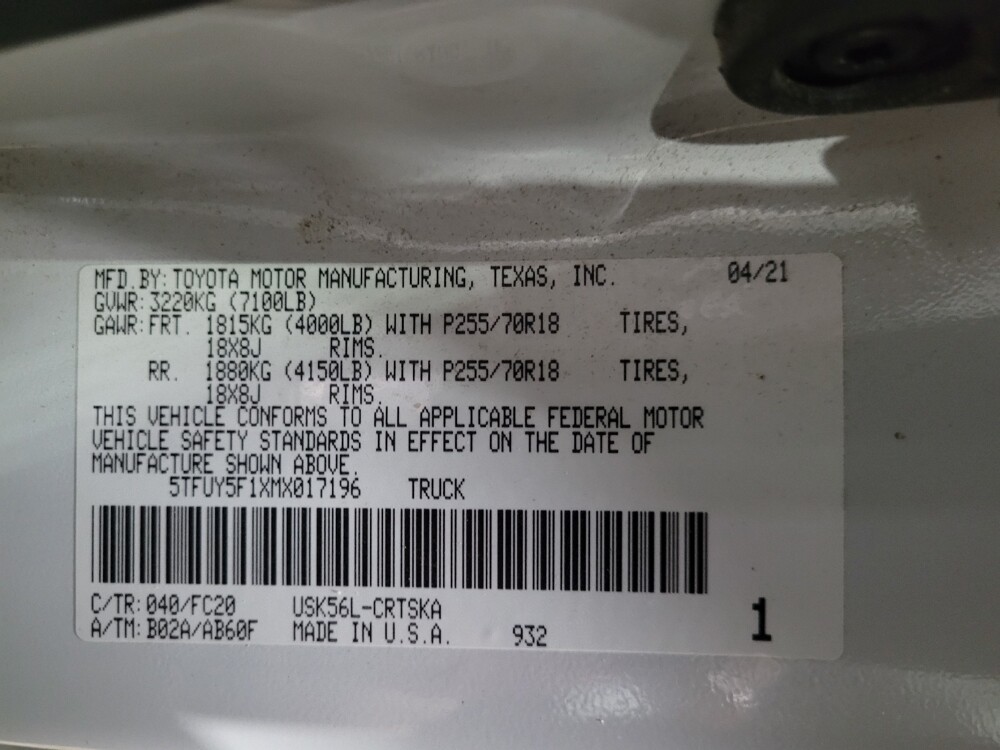 MFD.BY: TOYOTA MOTOR MANUFACTURING, TEXAS, INC. 04/21
GVWR: 3220KG (7100LB)
GAWR: FRT. 1815KG (4000LB) WITH P255/70R18 TIRES,
18X8J RIMS.
RR. 1880KG (4150LB) WITH P255/70R18 TIRES,
18X8J RIMS.
THIS VEHICLE CONFORMS TO ALL APPLICABLE FEDERAL MOTOR
VEHICLE SAFETY STANDARDS IN EFFECT ON THE DATE OF
MANUFACTURE SHOWN ABOVE.
5TFUY5F1XMX017196 TRUCK
C/TR: 040/FC20 USK56L-CRTSKA 1
A/TM: B02A/AB60F MADE IN U.S.A. 932